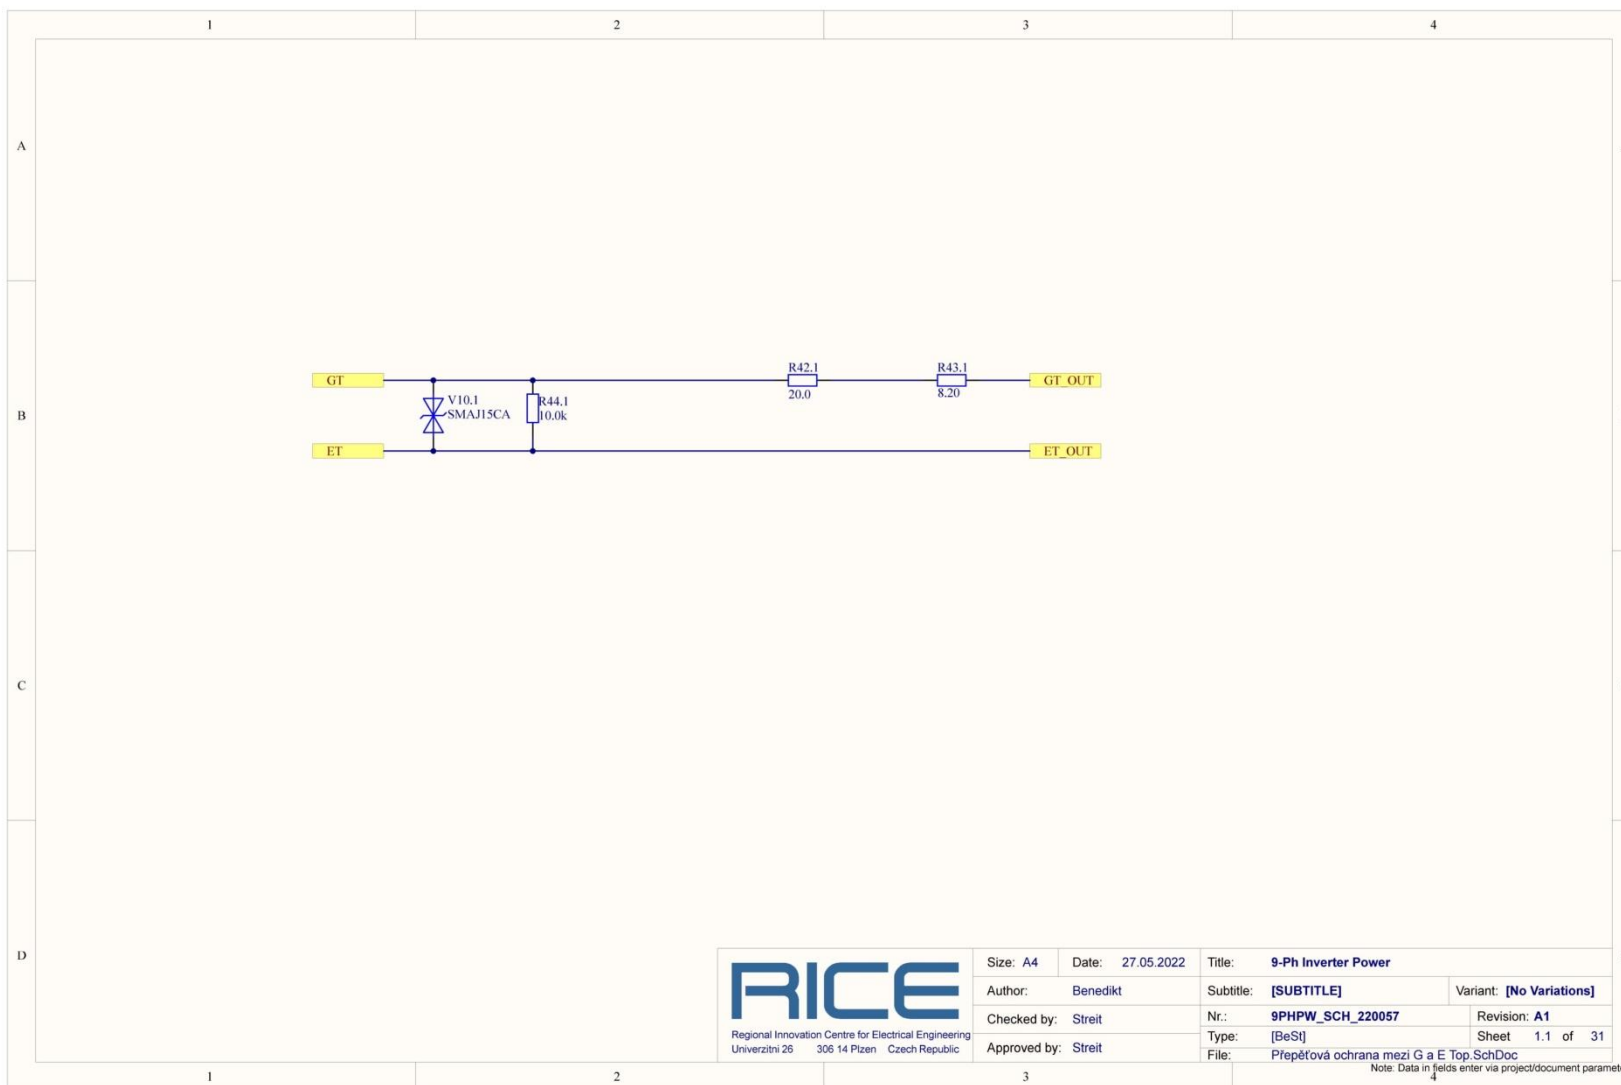 1 2 3 4
A
B
C
D
GT
ET
V10.1
SMAJ15CA
R44.1
10.0k
R42.1
20.0
R43.1
8.20
GT_OUT
ET_OUT
RICE
Regional Innovation Centre for Electrical Engineering
Univerzitni 26 306 14 Plzen Czech Republic
Size: A4 Date: 27.05.2022 Title: 9-Ph Inverter Power
Author: Benedikt Subtitle: [SUBTITLE] Variant: [No Variations]
Checked by: Streit Nr.: 9PHPW_SCH_220057 Revision: A1
Approved by: Streit Type: [BeSt] Sheet 1.1 of 31
File: Přepěťová ochrana mezi G a E Top.SchDoc
Note: Data in fields enter via project/document
1 2 3 4